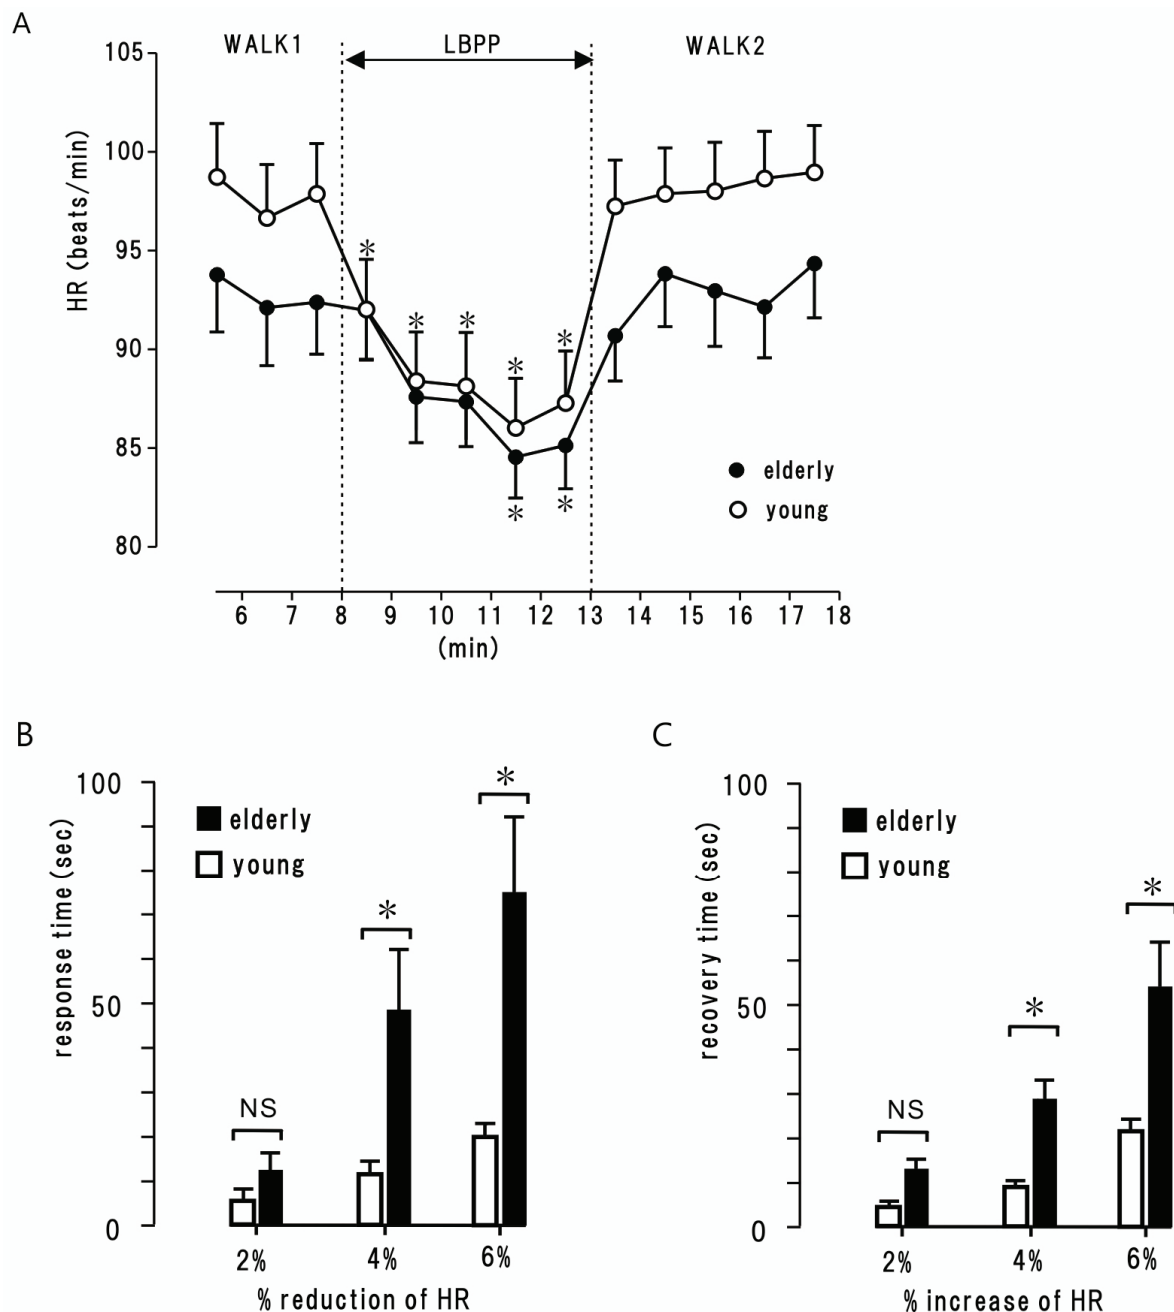 A
WALK1 LBPP WALK2
105
100
95
90
85
80
HR (beats/min)
*
* *
* *
* *
elderly
young
6 7 8 9 10 11 12 13 14 15 16 17 18
(min)
B
100
50
0
response time (sec)
elderly
young
NS
*
*
2% 4% 6%
% reduction of HR
C
100
50
0
recovery time (sec)
elderly
young
NS
*
*
2% 4% 6%
% increase of HR